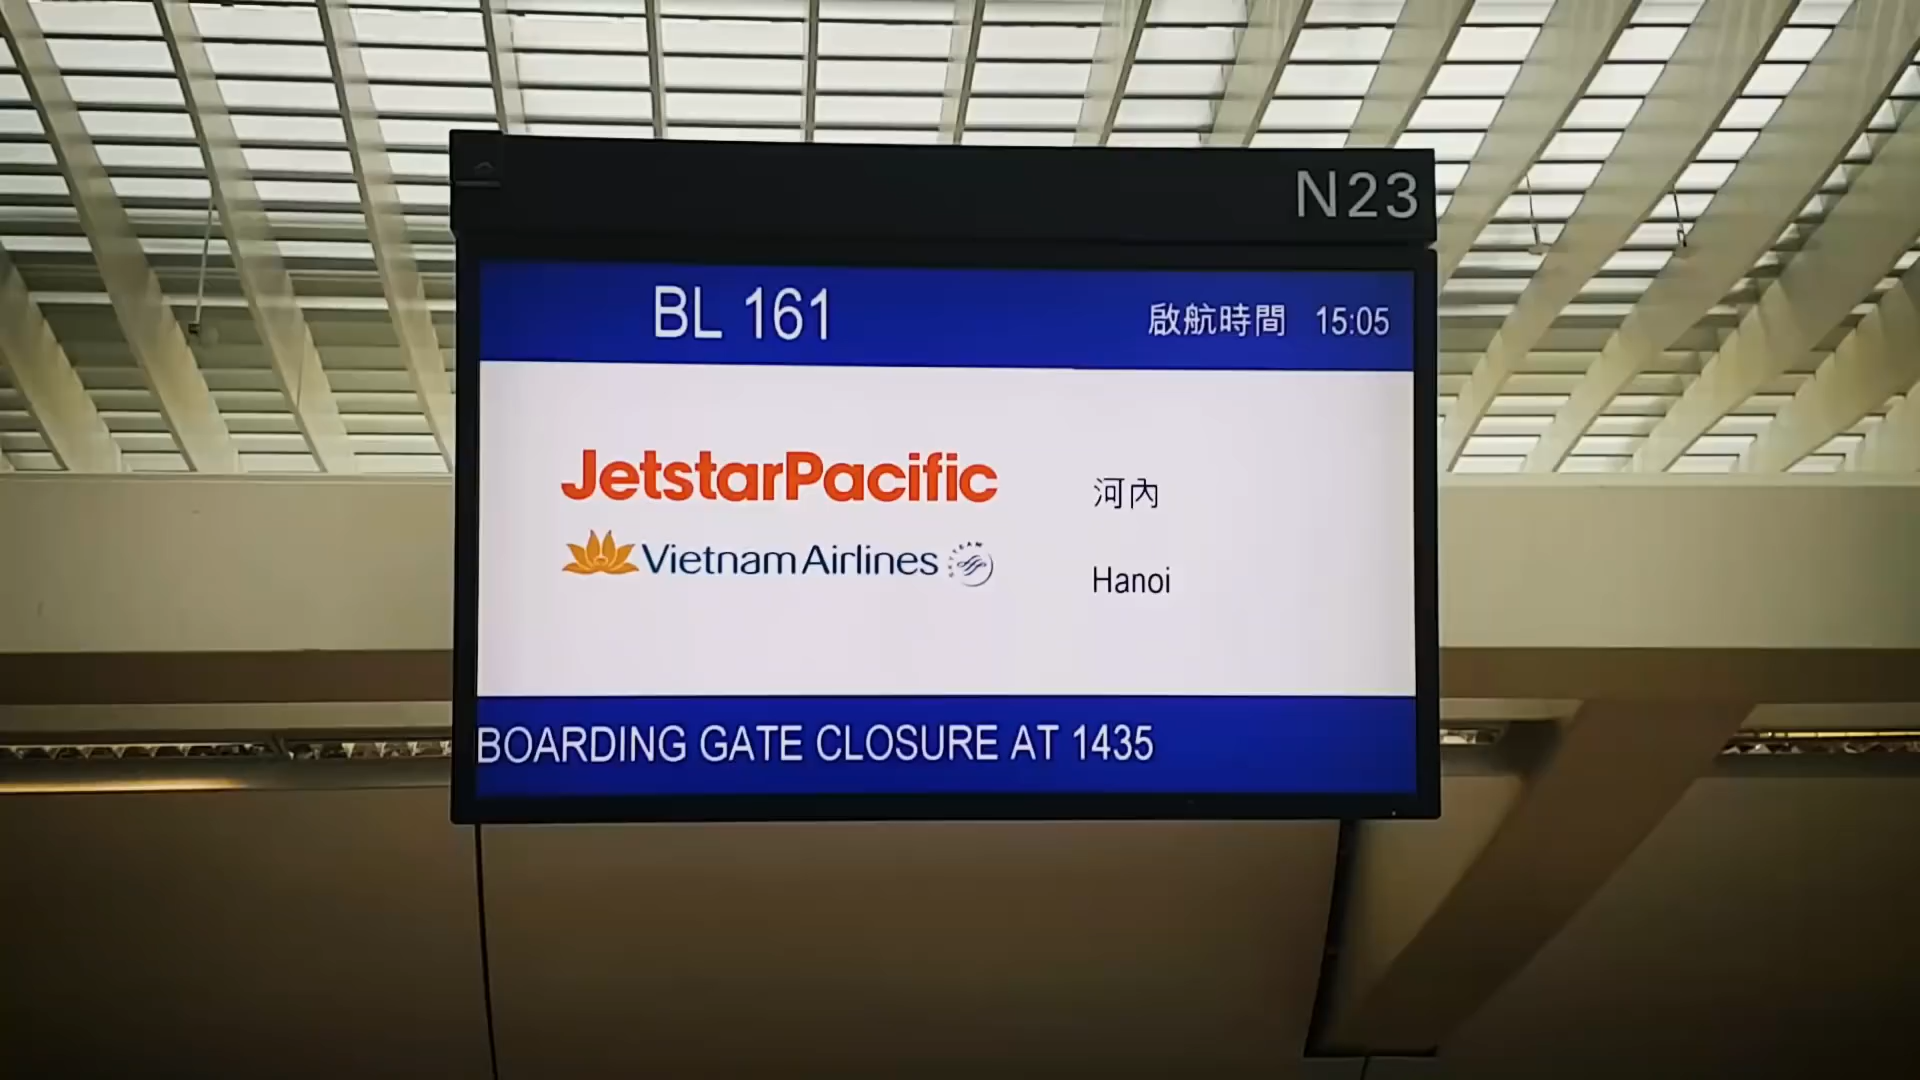 N23
BL 161
啟航時間 15:05
JetstarPacific
河內
Vietnam Airlines
Hanoi
BOARDING GATE CLOSURE AT 1435